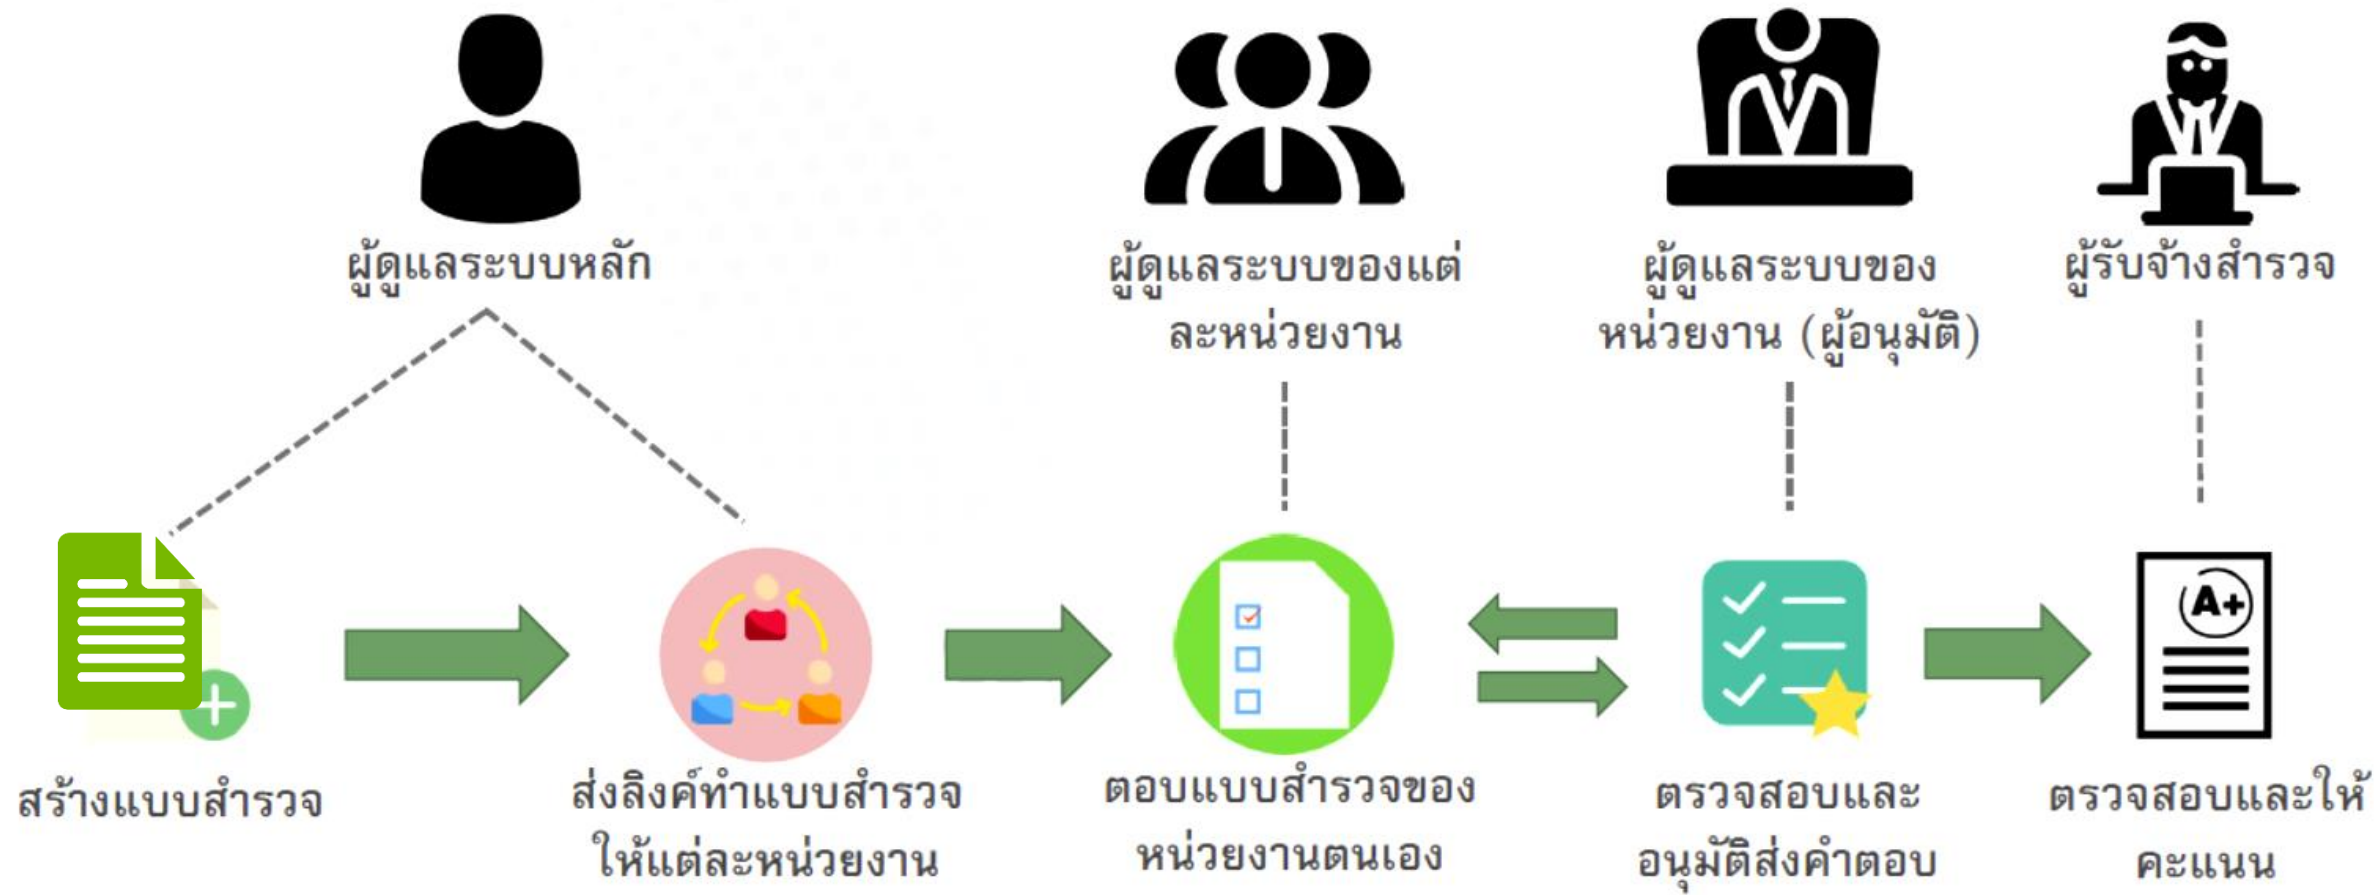 ผู้ดูแลระบบหลัก
ผู้ดูแลระบบของแต่
ละหน่วยงาน
ผู้ดูแลระบบของ
หน่วยงาน (ผู้อนุมัติ)
ผู้รับจ้างสำรวจ
A+
สร้างแบบสำรวจ
ส่งลิงค์ทำแบบสำรวจ
ให้แต่ละหน่วยงาน
ตอบแบบสำรวจของ
หน่วยงานตนเอง
ตรวจสอบและ
อนุมัติส่งคำตอบ
ตรวจสอบและให้
คะแนน